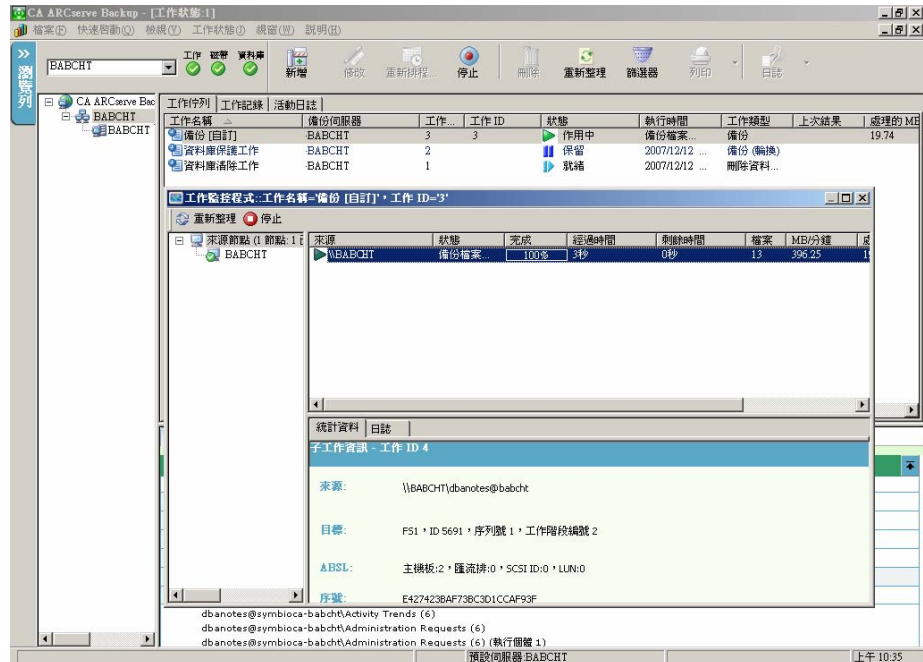 CA ARCserve Backup - [工作狀態:1]
檔案(F) 快速啟動(Q) 檢視(V) 工作狀態(J) 視窗(W) 說明(H)
工作 磁帶 資料庫
BABCHT 新增 修改 重新排程... 停止 刪除 重新整理 篩選器 列印 日誌
»
瀏覽列
CA ARCserve Bac
BABCHT
BABCHT
工作佇列 工作記錄 活動日誌
工作名稱 備份伺服器 工作... 工作 ID 狀態 執行時間 工作類型 上次結果 處理的 MB
備份 [自訂] BABCHT 3 3 作用中 備份檔案... 備份 19.74
資料庫保護工作 BABCHT 2 保留 2007/12/12 ... 備份 (輪換)
資料庫清除工作 BABCHT 1 就緒 2007/12/12 ... 刪除資料...
工作監控程式::工作名稱='備份 [自訂]'，工作 ID='3'
重新整理 停止
來源節點 (1 節點: 1
BABCHT
來源 狀態 完成 經過時間 剩餘時間 檔案 MB/分鐘
\\BABCHT 備份檔案... 100% 3秒 0秒 13 396.25
統計資料 日誌
子工作資訊 - 工作 ID 4
來源: \\BABCHT\dbanotes@babcht
目標: FS1，ID 5691，序列號 1，工作階段編號 2
ABSL: 主機板:2，匯流排:0，SCSI ID:0，LUN:0
序號: E427423BAF73BC3D1CCAF93F
dbanotes@symbioca-babcht\Activity Trends (6)
dbanotes@symbioca-babcht\Administration Requests (6)
dbanotes@symbioca-babcht\Administration Requests (6) (執行個體 1)
預設伺服器:BABCHT 上午 10:35